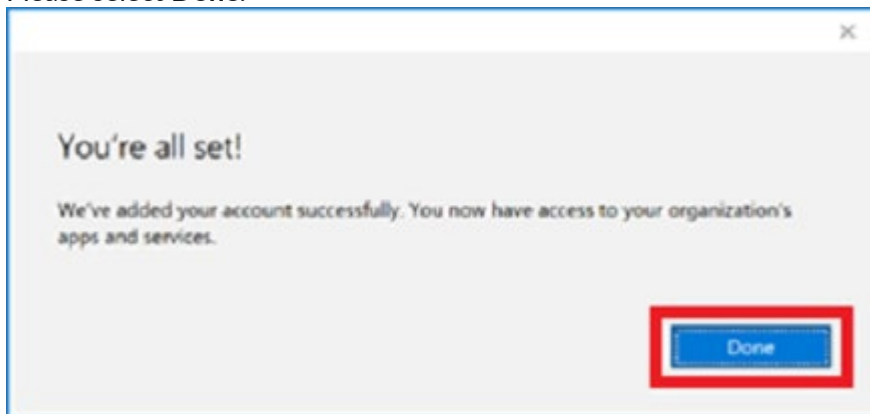 You're all set!
We've added your account successfully. You now have access to your organization's
apps and services.
Done